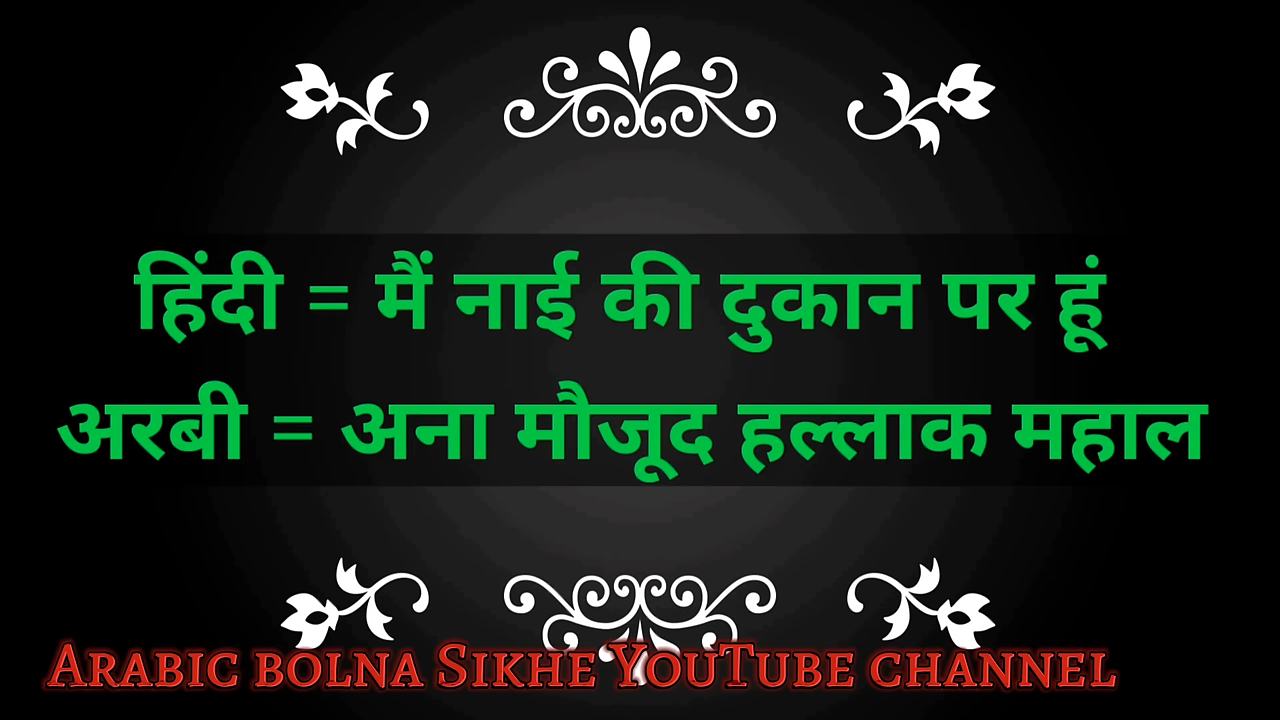 हिंदी = मैं नाई की दुकान पर हूं
अरबी = अना मौजूद हल्लाक महाल
Arabic bolna Sikhe YouTube channel